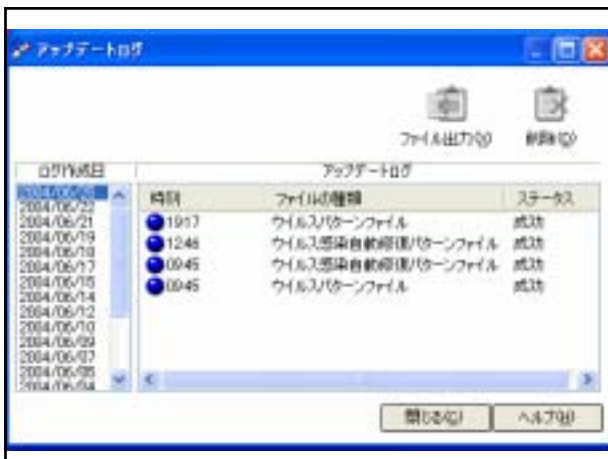 アップデートログ
ファイル出力(X) 削除(D)
ログ作成日 アップデートログ
時刻 ファイルの種類 ステータス
2004/06/22
2004/06/21
2004/06/19
2004/06/18
2004/06/17
2004/06/15
2004/06/14
2004/06/12
2004/06/10
2004/06/09
2004/06/07
2004/06/05
2004/06/04
1917 ウイルスパターンファイル 成功
1246 ウイルス感染自動修復パターンファイル 成功
0945 ウイルス感染自動修復パターンファイル 成功
0945 ウイルスパターンファイル 成功
閉じる(C) ヘルプ(H)